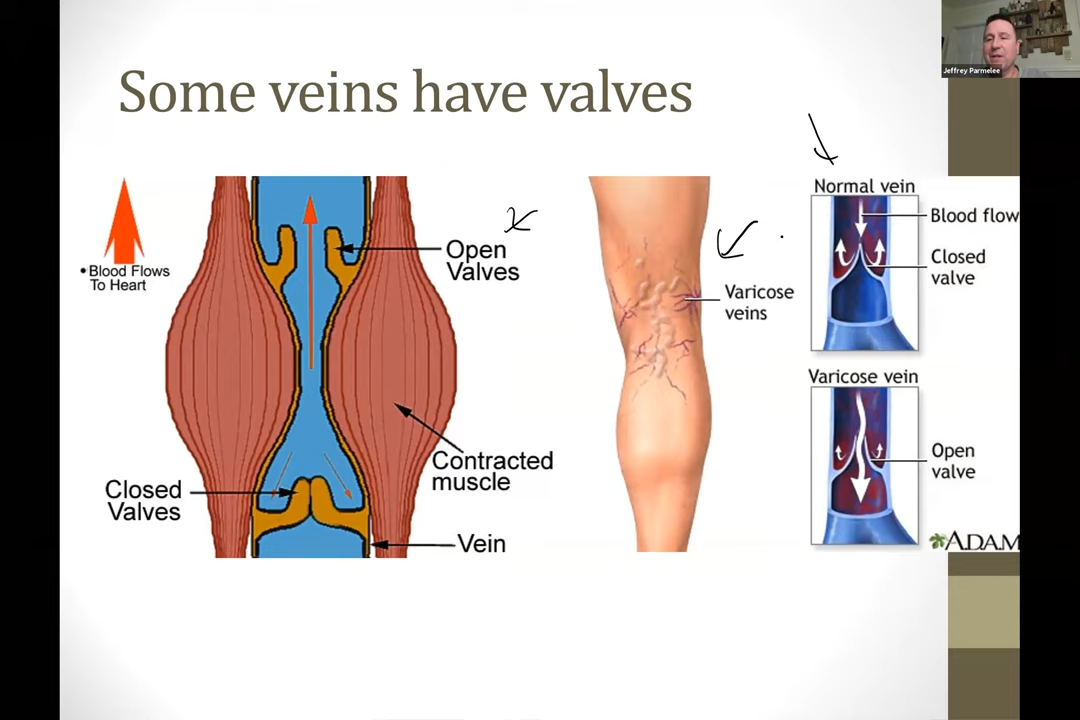 Jeffrey Parmelee
Some veins have valves
• Blood Flows
To Heart
Open
Valves
Contracted
muscle
Closed
Valves
Vein
Varicose
veins
Normal vein
Blood flow
Closed
valve
Varicose vein
Open
valve
A.D.A.M